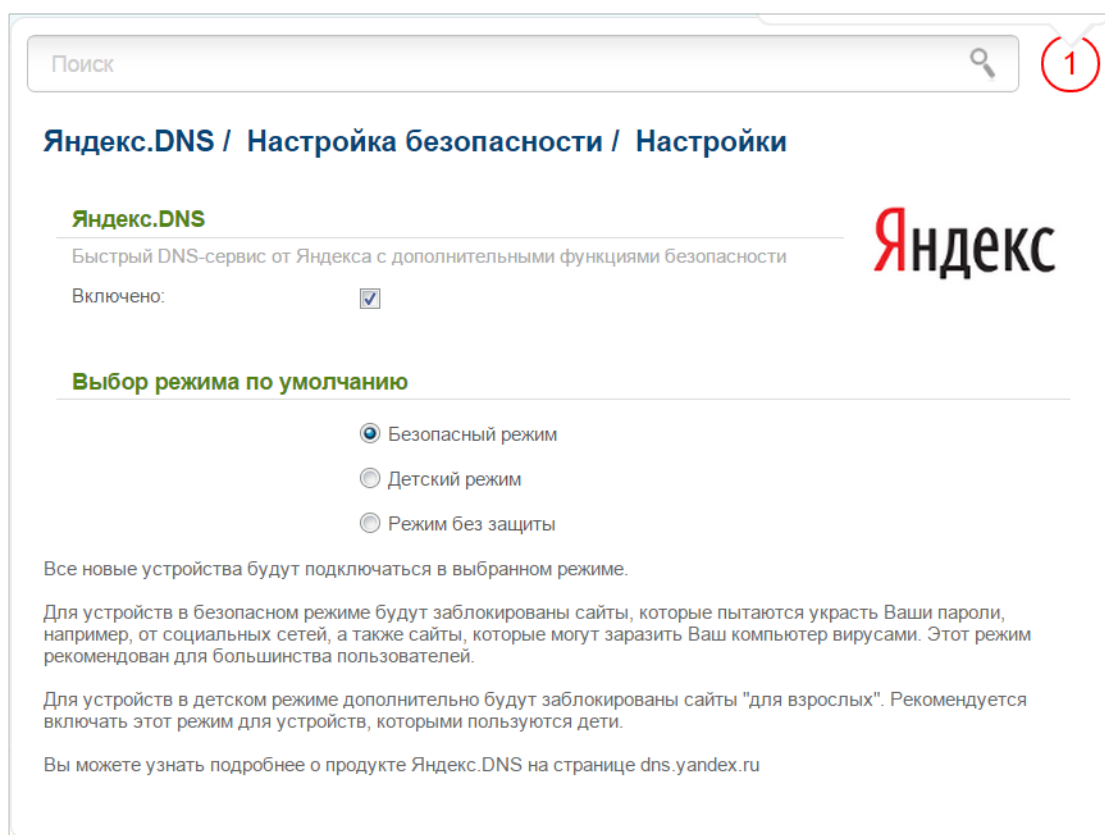 Поиск
1
Яндекс.DNS / Настройка безопасности / Настройки
Яндекс.DNS
Яндекс
Быстрый DNS-сервис от Яндекса с дополнительными функциями безопасности
Включено:
Выбор режима по умолчанию
Безопасный режим
Детский режим
Режим без защиты
Все новые устройства будут подключаться в выбранном режиме.
Для устройств в безопасном режиме будут заблокированы сайты, которые пытаются украсть Ваши пароли,
например, от социальных сетей, а также сайты, которые могут заразить Ваш компьютер вирусами. Этот режим
рекомендован для большинства пользователей.
Для устройств в детском режиме дополнительно будут заблокированы сайты "для взрослых". Рекомендуется
включать этот режим для устройств, которыми пользуются дети.
Вы можете узнать подробнее о продукте Яндекс.DNS на странице dns.yandex.ru